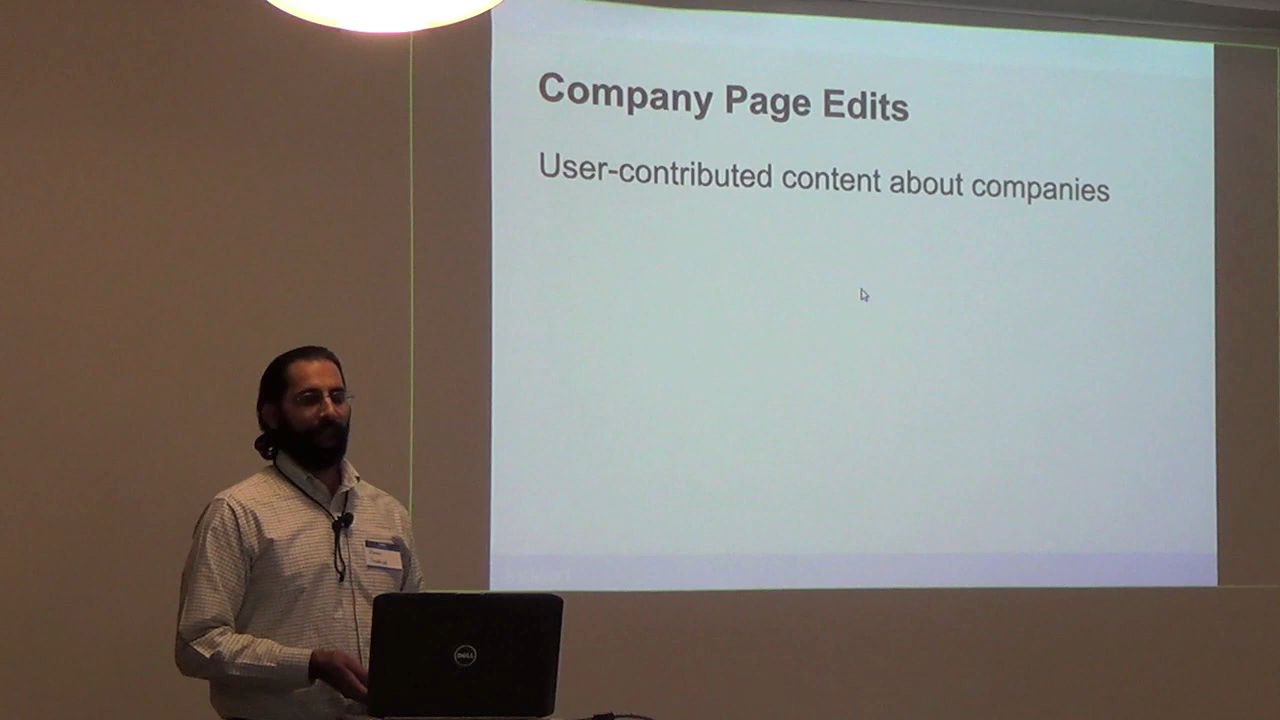 Company Page Edits
User-contributed content about companies
DELL